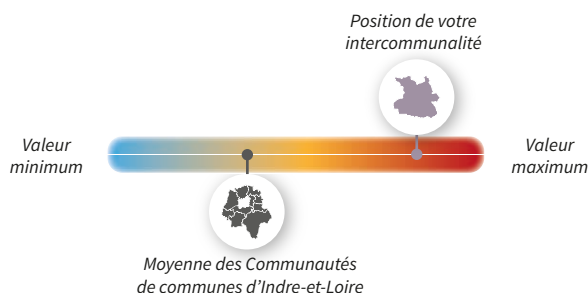 Position de votre
intercommunalité
Valeur
minimum
Valeur
maximum
Moyenne des Communautés
de communes d'Indre-et-Loire